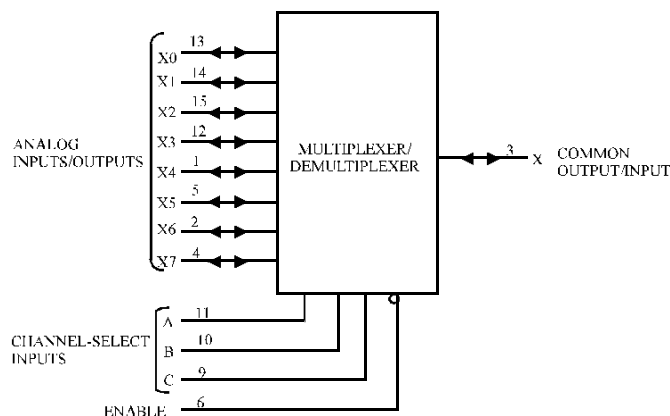 X0 13
X1 14
X2 15
X3 12
X4 1
X5 5
X6 2
X7 4
ANALOG
INPUTS/OUTPUTS
MULTIPLEXER/
DEMULTIPLEXER
3 X
COMMON
OUTPUT/INPUT
CHANNEL-SELECT
INPUTS
A 11
B 10
C 9
ENABLE 6